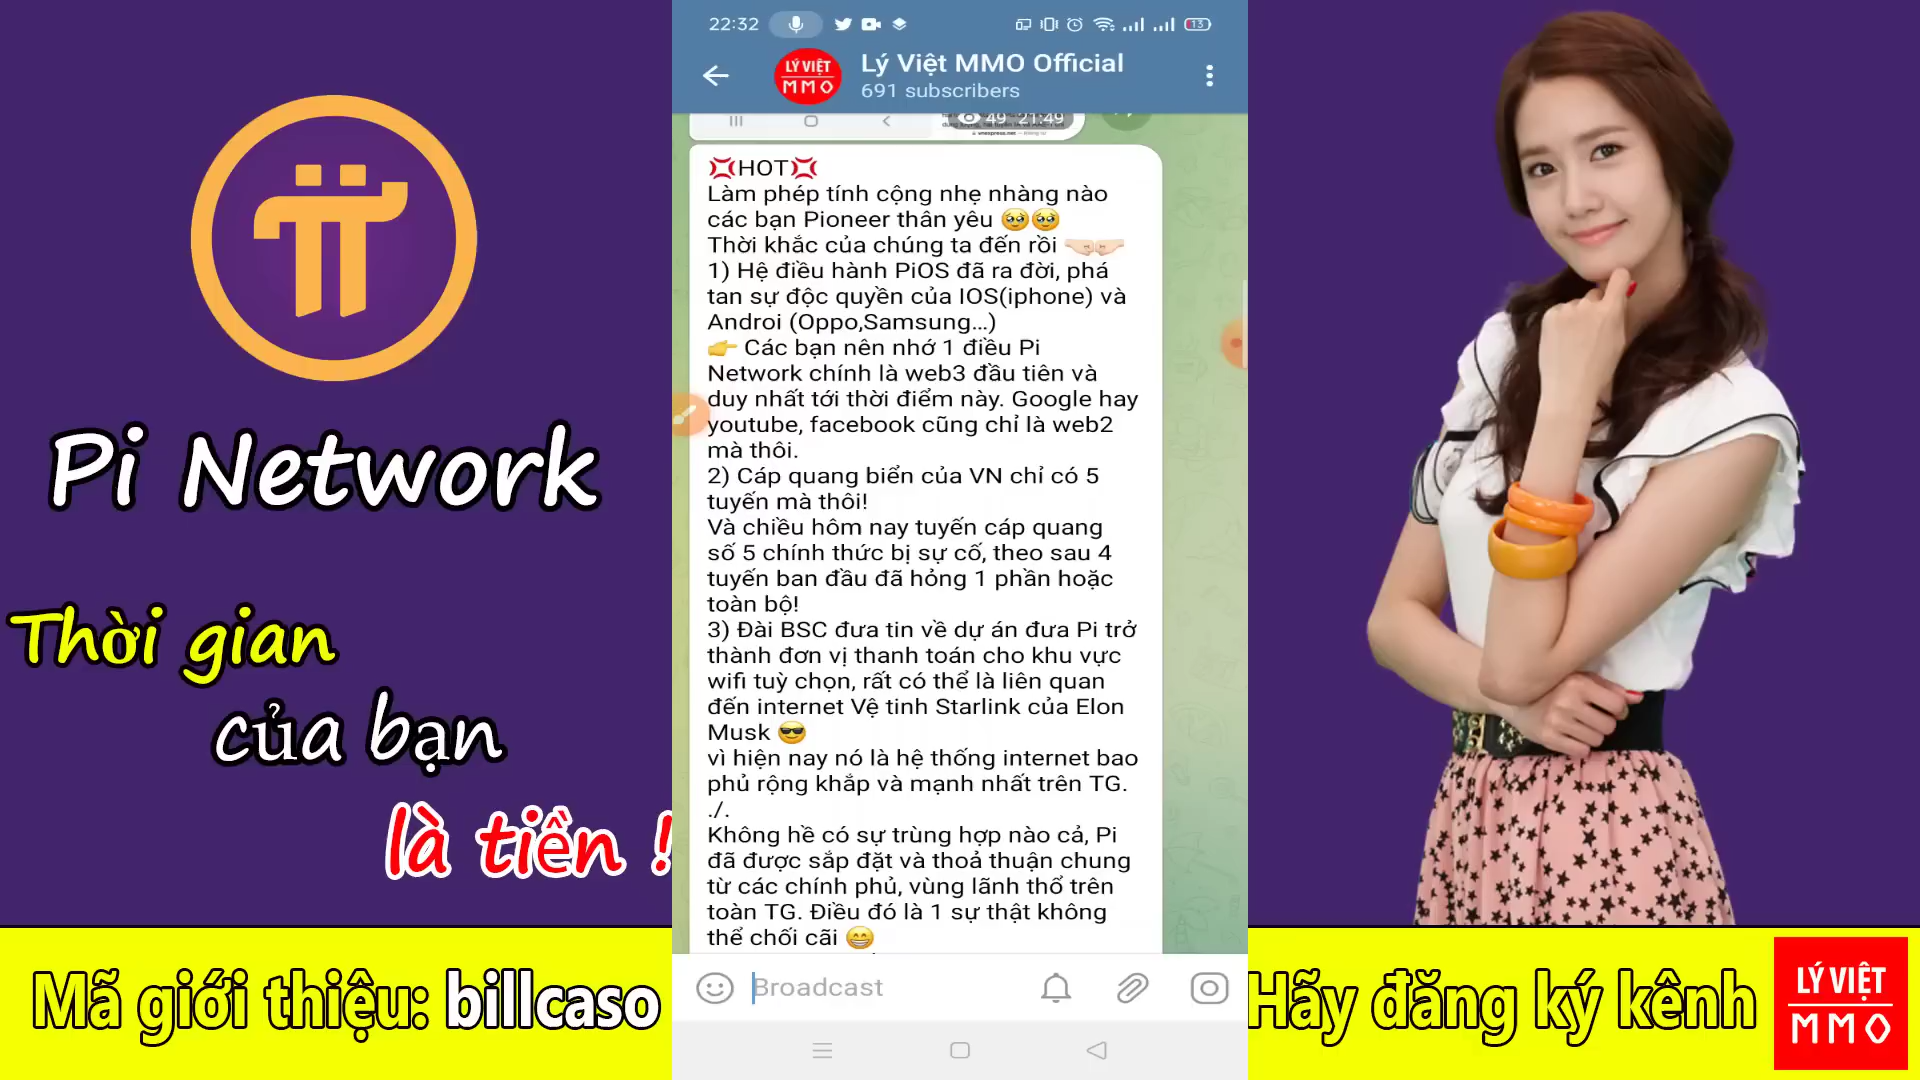 Pi Network
Thời gian
của bạn
là tiền !
Mã giới thiệu: billcaso
22:32
13
LÝ VIỆT
MMO
Lý Việt MMO Official
691 subscribers
49 21:49
💢HOT💢
Làm phép tính cộng nhẹ nhàng nào
các bạn Pioneer thân yêu 🥹🥹
Thời khắc của chúng ta đến rồi 🤜🏻🤛🏻
1) Hệ điều hành PiOS đã ra đời, phá
tan sự độc quyền của IOS(iphone) và
Androi (Oppo,Samsung...)
👉 Các bạn nên nhớ 1 điều Pi
Network chính là web3 đầu tiên và
duy nhất tới thời điểm này. Google hay
youtube, facebook cũng chỉ là web2
mà thôi.
2) Cáp quang biển của VN chỉ có 5
tuyến mà thôi!
Và chiều hôm nay tuyến cáp quang
số 5 chính thức bị sự cố, theo sau 4
tuyến ban đầu đã hỏng 1 phần hoặc
toàn bộ!
3) Đài BSC đưa tin về dự án đưa Pi trở
thành đơn vị thanh toán cho khu vực
wifi tuỳ chọn, rất có thể là liên quan
đến internet Vệ tinh Starlink của Elon
Musk 😎
vì hiện nay nó là hệ thống internet bao
phủ rộng khắp và mạnh nhất trên TG.
./.
Không hề có sự trùng hợp nào cả, Pi
đã được sắp đặt và thoả thuận chung
từ các chính phủ, vùng lãnh thổ trên
toàn TG. Điều đó là 1 sự thật không
thể chối cãi 😁
Broadcast
Hãy đăng ký kênh
LÝ VIỆT
MMO